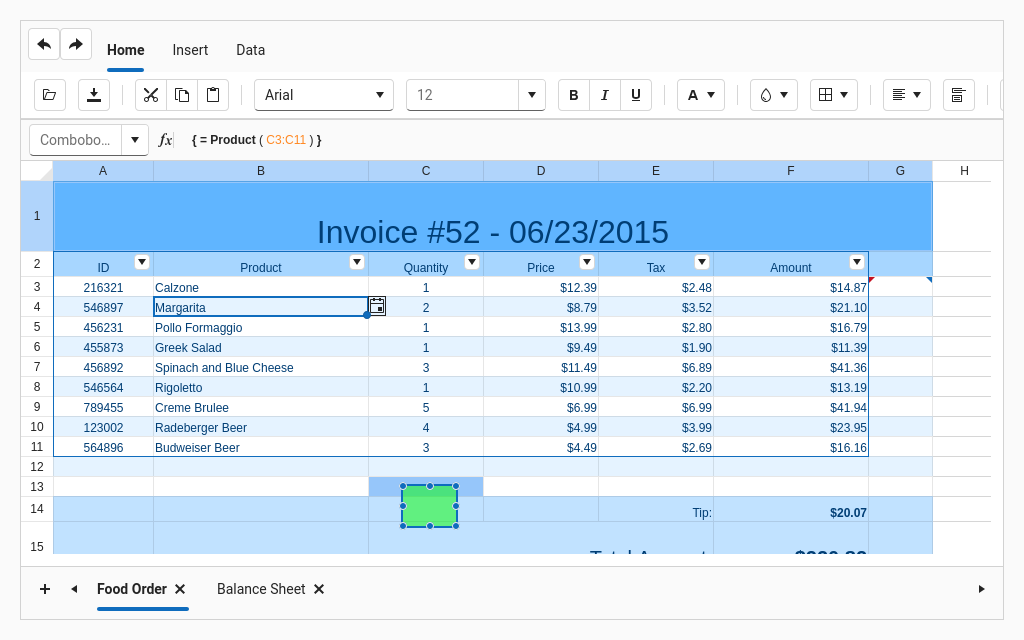 Home Insert Data
Arial 12 B I U A
Combobo... fx { = Product ( C3:C11 ) }
A B C D E F G H
1 Invoice #52 - 06/23/2015
2 ID Product Quantity Price Tax Amount
3 216321 Calzone 1 $12.39 $2.48 $14.87
4 546897 Margarita 2 $8.79 $3.52 $21.10
5 456231 Pollo Formaggio 1 $13.99 $2.80 $16.79
6 455873 Greek Salad 1 $9.49 $1.90 $11.39
7 456892 Spinach and Blue Cheese 3 $11.49 $6.89 $41.36
8 546564 Rigoletto 1 $10.99 $2.20 $13.19
9 789455 Creme Brulee 5 $6.99 $6.99 $41.94
10 123002 Radeberger Beer 4 $4.99 $3.99 $23.95
11 564896 Budweiser Beer 3 $4.49 $2.69 $16.16
12
13
14 Tip: $20.07
15
Food Order Balance Sheet